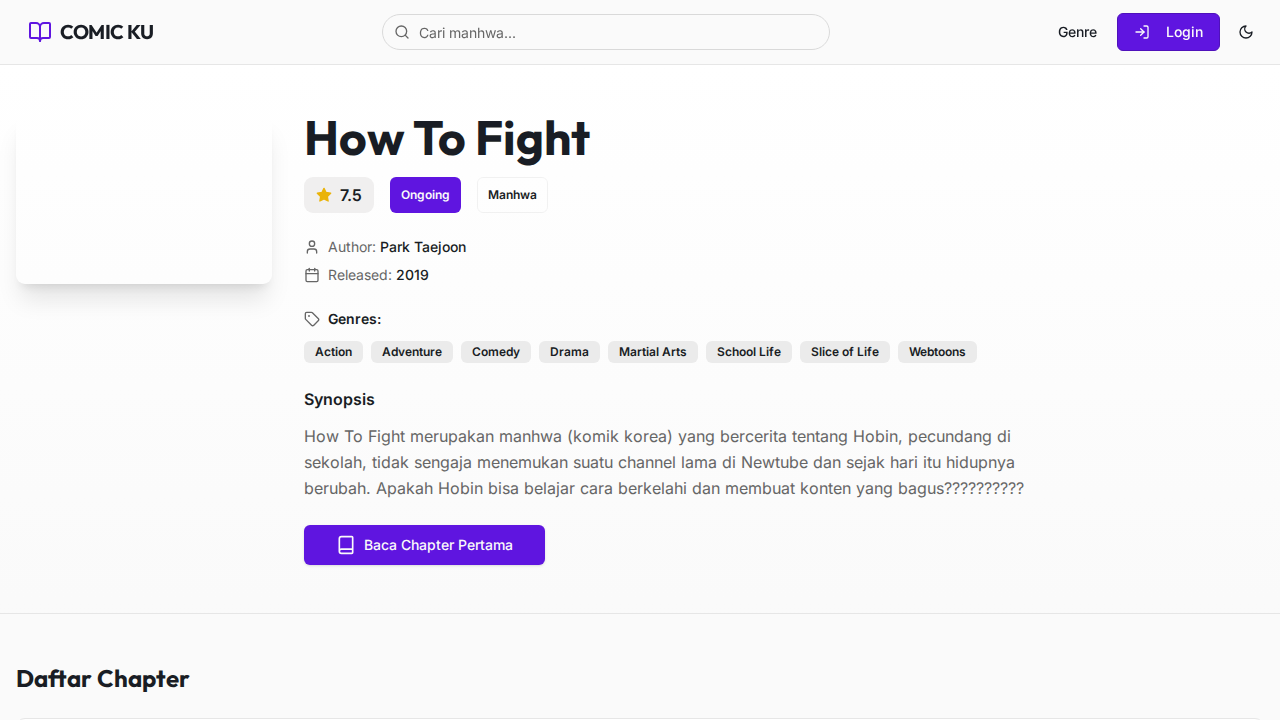 COMIC KU
Cari manhwa...
Genre
Login
How To Fight
7.5
Ongoing
Manhwa
Author: Park Taejoon
Released: 2019
Genres:
Action
Adventure
Comedy
Drama
Martial Arts
School Life
Slice of Life
Webtoons
Synopsis
How To Fight merupakan manhwa (komik korea) yang bercerita tentang Hobin, pecundang di
sekolah, tidak sengaja menemukan suatu channel lama di Newtube dan sejak hari itu hidupnya
berubah. Apakah Hobin bisa belajar cara berkelahi dan membuat konten yang bagus??????????
Baca Chapter Pertama
Daftar Chapter